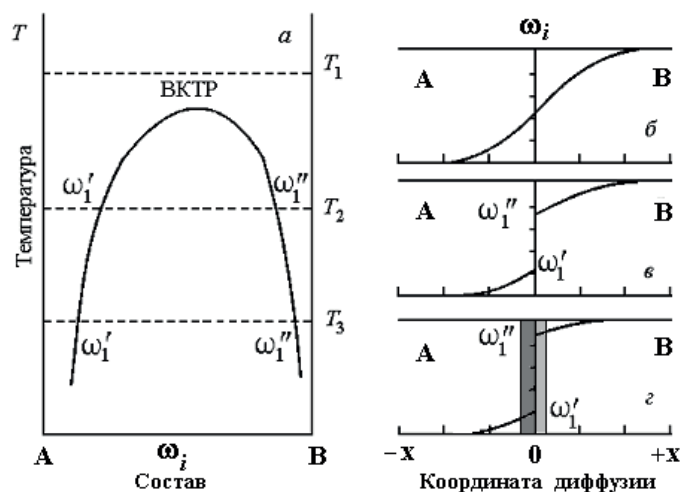 T
а
T1
ВКТР
ω1′
ω1″
T2
T3
ω1′
ω1″
Температура
A
ωi
B
Состав
ωi
A
B
б
A
ω1″
B
ω1′
в
A
ω1″
B
ω1′
г
−x
0
+x
Координата диффузии